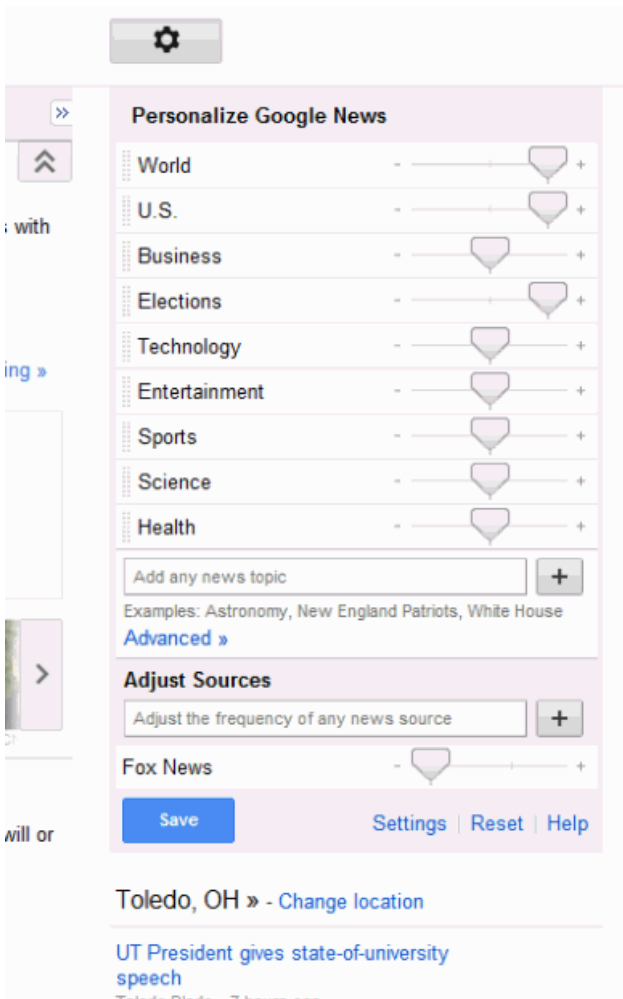 »
Personalize Google News
World - +
U.S. - +
Business - +
Elections - +
Technology - +
Entertainment - +
Sports - +
Science - +
Health - +
with
ing »
Add any news topic +
Examples: Astronomy, New England Patriots, White House
Advanced »
Adjust Sources
Adjust the frequency of any news source +
Fox News - +
Save Settings | Reset | Help
will or
Toledo, OH » - Change location
UT President gives state-of-university
speech